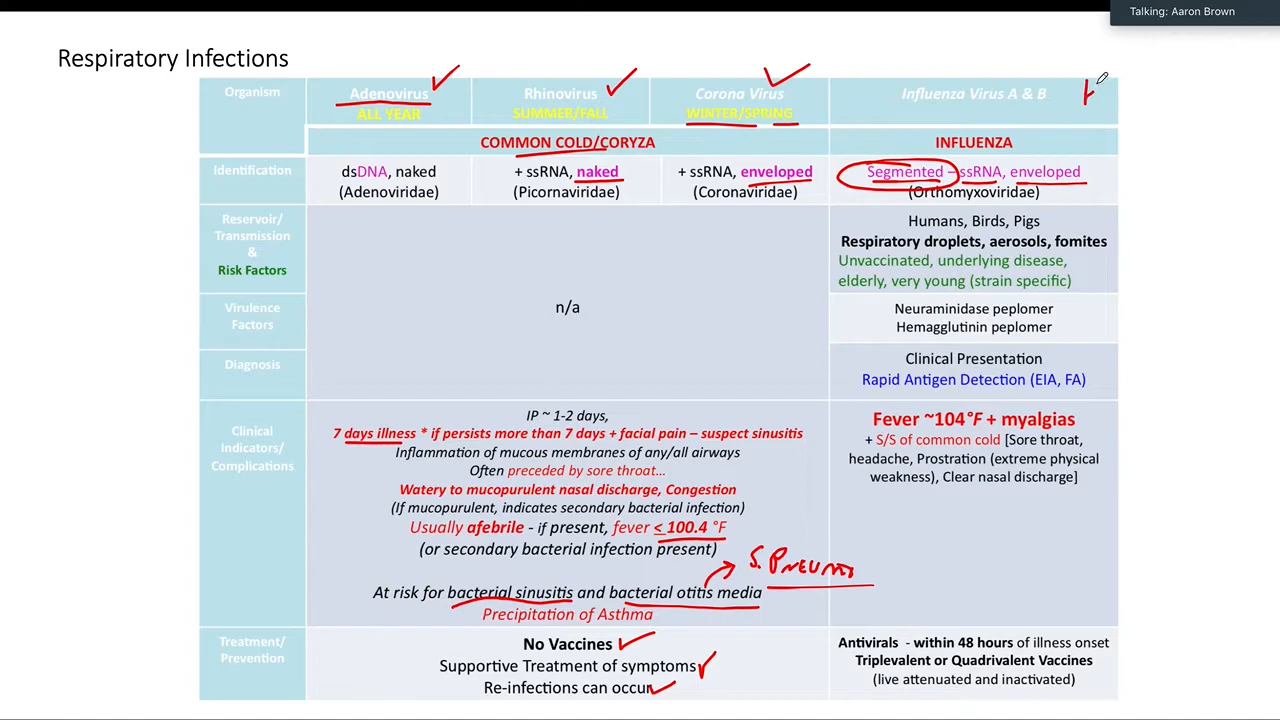 Talking: Aaron Brown
Respiratory Infections
Organism
Adenovirus
ALL YEAR
Rhinovirus
SUMMER/FALL
Corona Virus
WINTER/SPRING
Influenza Virus A & B
COMMON COLD/CORYZA
INFLUENZA
Identification
dsDNA, naked
(Adenoviridae)
+ ssRNA, naked
(Picornaviridae)
+ ssRNA, enveloped
(Coronaviridae)
Segmented – ssRNA, enveloped
(Orthomyxoviridae)
Reservoir/
Transmission
&
Risk Factors
n/a
Humans, Birds, Pigs
Respiratory droplets, aerosols, fomites
Unvaccinated, underlying disease,
elderly, very young (strain specific)
Virulence
Factors
Neuraminidase peplomer
Hemagglutinin peplomer
Diagnosis
Clinical Presentation
Rapid Antigen Detection (EIA, FA)
Clinical
Indicators/
Complications
IP ~ 1-2 days,
7 days illness * if persists more than 7 days + facial pain – suspect sinusitis
Inflammation of mucous membranes of any/all airways
Often preceded by sore throat...
Watery to mucopurulent nasal discharge, Congestion
(If mucopurulent, indicates secondary bacterial infection)
Usually afebrile - if present, fever < 100.4 °F
(or secondary bacterial infection present)
S. PNEUMO
At risk for bacterial sinusitis and bacterial otitis media
Precipitation of Asthma
Fever ~104°F + myalgias
+ S/S of common cold [Sore throat,
headache, Prostration (extreme physical
weakness), Clear nasal discharge]
Treatment/
Prevention
No Vaccines
Supportive Treatment of symptoms
Re-infections can occur
Antivirals - within 48 hours of illness onset
Triplevalent or Quadrivalent Vaccines
(live attenuated and inactivated)